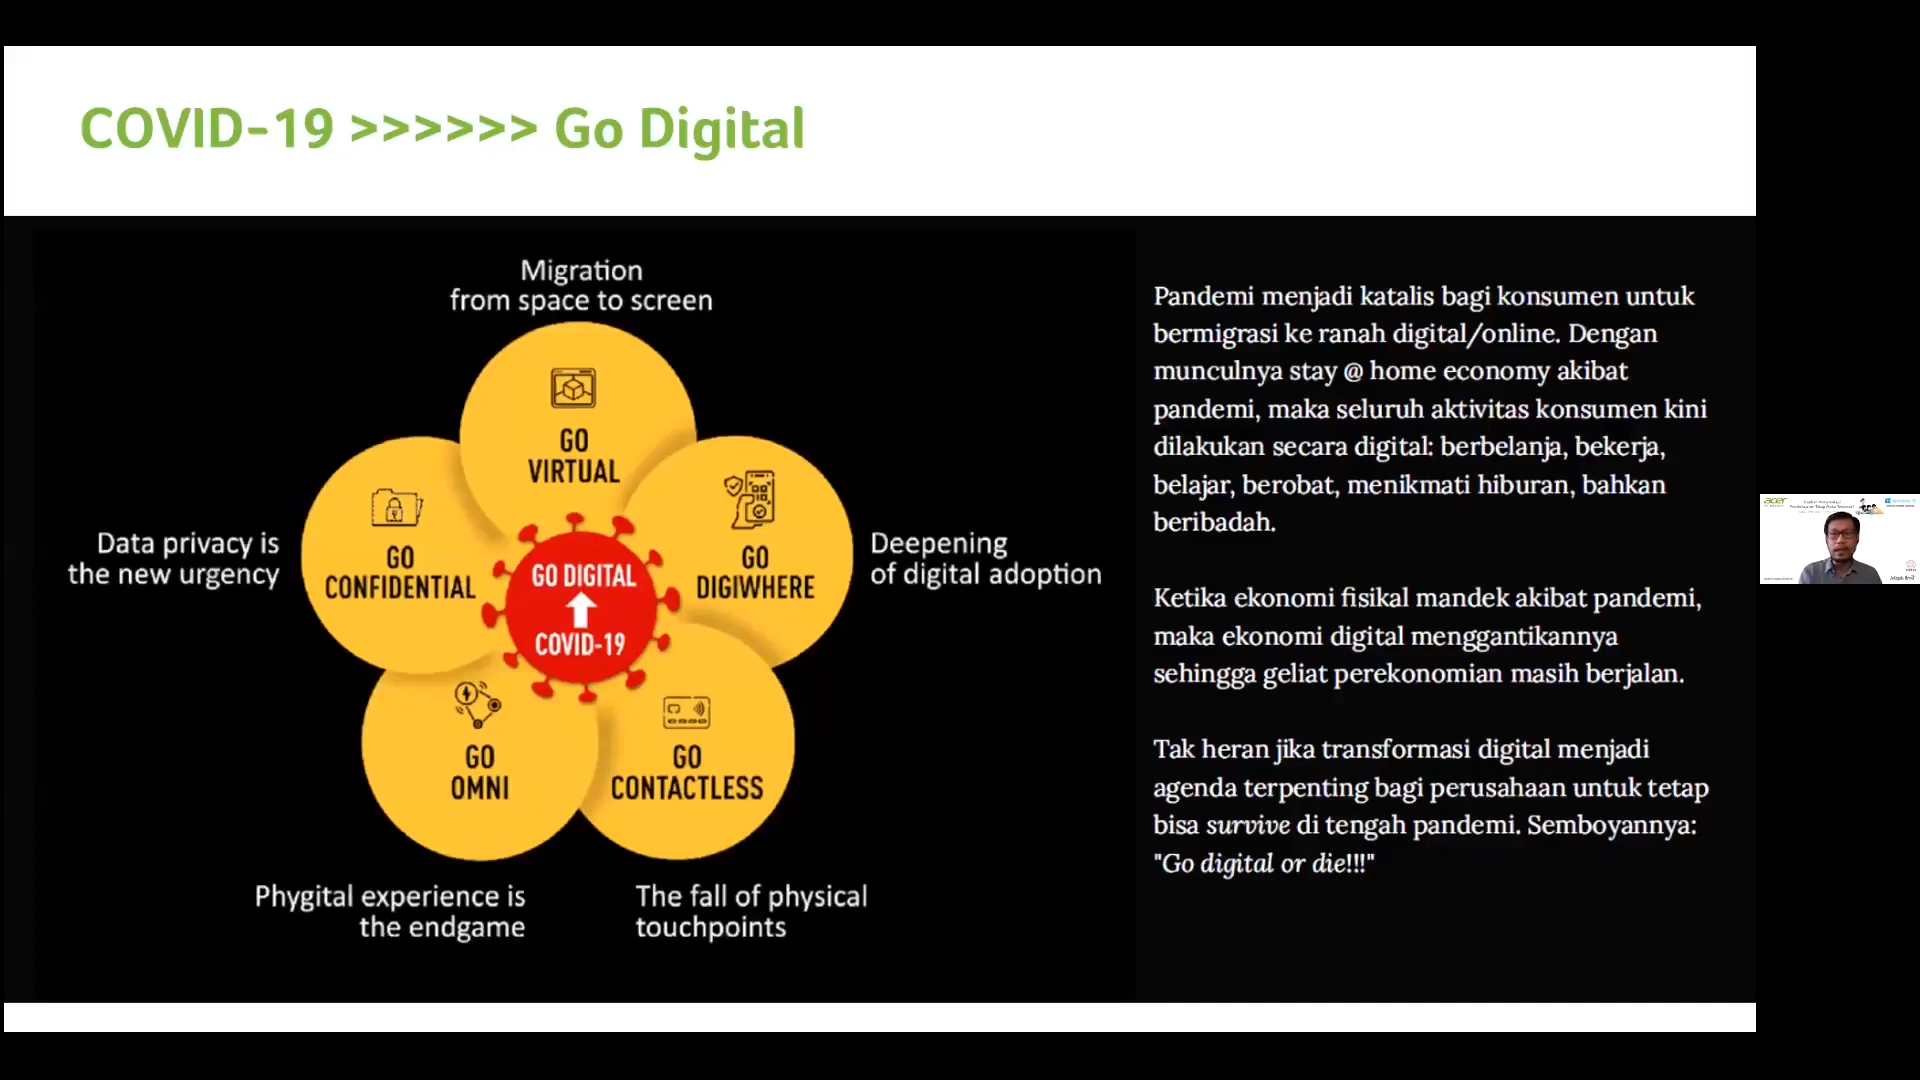 COVID-19 >>>>>> Go Digital
Migration
from space to screen
GO
VIRTUAL
Data privacy is
the new urgency
GO
CONFIDENTIAL
GO DIGITAL
COVID-19
GO
DIGIWHERE
Deepening
of digital adoption
GO
OMNI
GO
CONTACTLESS
Phygital experience is
the endgame
The fall of physical
touchpoints
Pandemi menjadi katalis bagi konsumen untuk
bermigrasi ke ranah digital/online. Dengan
munculnya stay @ home economy akibat
pandemi, maka seluruh aktivitas konsumen kini
dilakukan secara digital: berbelanja, bekerja,
belajar, berobat, menikmati hiburan, bahkan
beribadah.
Ketika ekonomi fisikal mandek akibat pandemi,
maka ekonomi digital menggantikannya
sehingga geliat perekonomian masih berjalan.
Tak heran jika transformasi digital menjadi
agenda terpenting bagi perusahaan untuk tetap
bisa survive di tengah pandemi. Semboyannya:
"Go digital or die!!!"
acer